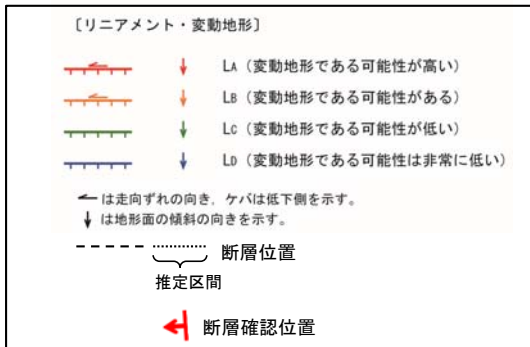 〔リニアメント・変動地形〕
LA（変動地形である可能性が高い）
LB（変動地形である可能性がある）
LC（変動地形である可能性が低い）
LD（変動地形である可能性は非常に低い）
は走向ずれの向き，ケバは低下側を示す。
は地形面の傾斜の向きを示す。
断層位置
推定区間
断層確認位置